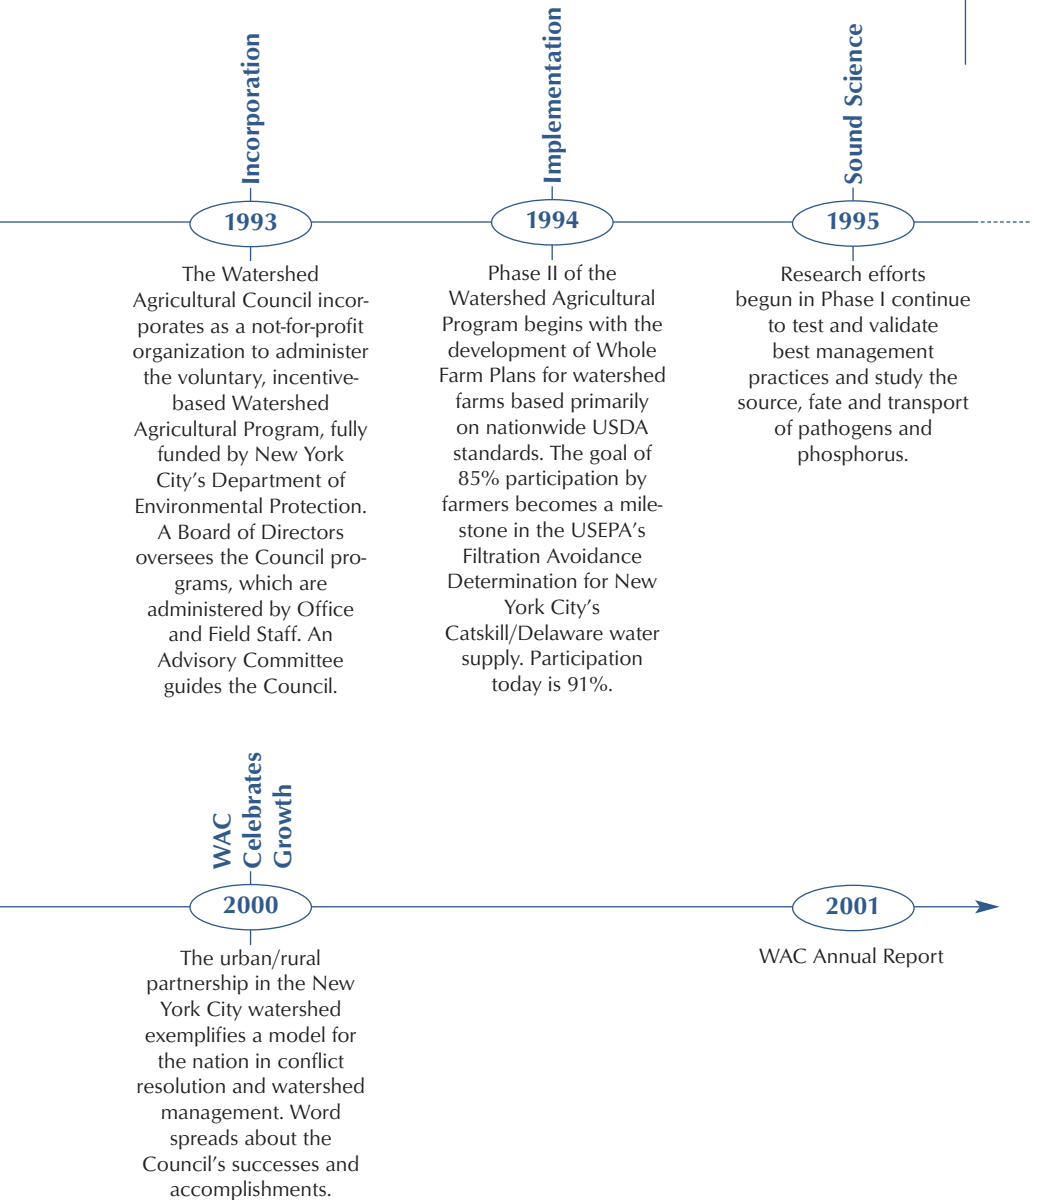 Incorporation
1993
The Watershed
Agricultural Council incor-
porates as a not-for-profit
organization to administer
the voluntary, incentive-
based Watershed
Agricultural Program, fully
funded by New York
City's Department of
Environmental Protection.
A Board of Directors
oversees the Council pro-
grams, which are
administered by Office
and Field Staff. An
Advisory Committee
guides the Council.
Implementation
1994
Phase II of the
Watershed Agricultural
Program begins with the
development of Whole
Farm Plans for watershed
farms based primarily
on nationwide USDA
standards. The goal of
85% participation by
farmers becomes a mile-
stone in the USEPA's
Filtration Avoidance
Determination for New
York City's
Catskill/Delaware water
supply. Participation
today is 91%.
Sound Science
1995
Research efforts
begun in Phase I continue
to test and validate
best management
practices and study the
source, fate and transport
of pathogens and
phosphorus.
WAC
Celebrates
Growth
2000
The urban/rural
partnership in the New
York City watershed
exemplifies a model for
the nation in conflict
resolution and watershed
management. Word
spreads about the
Council's successes and
accomplishments.
2001
WAC Annual Report